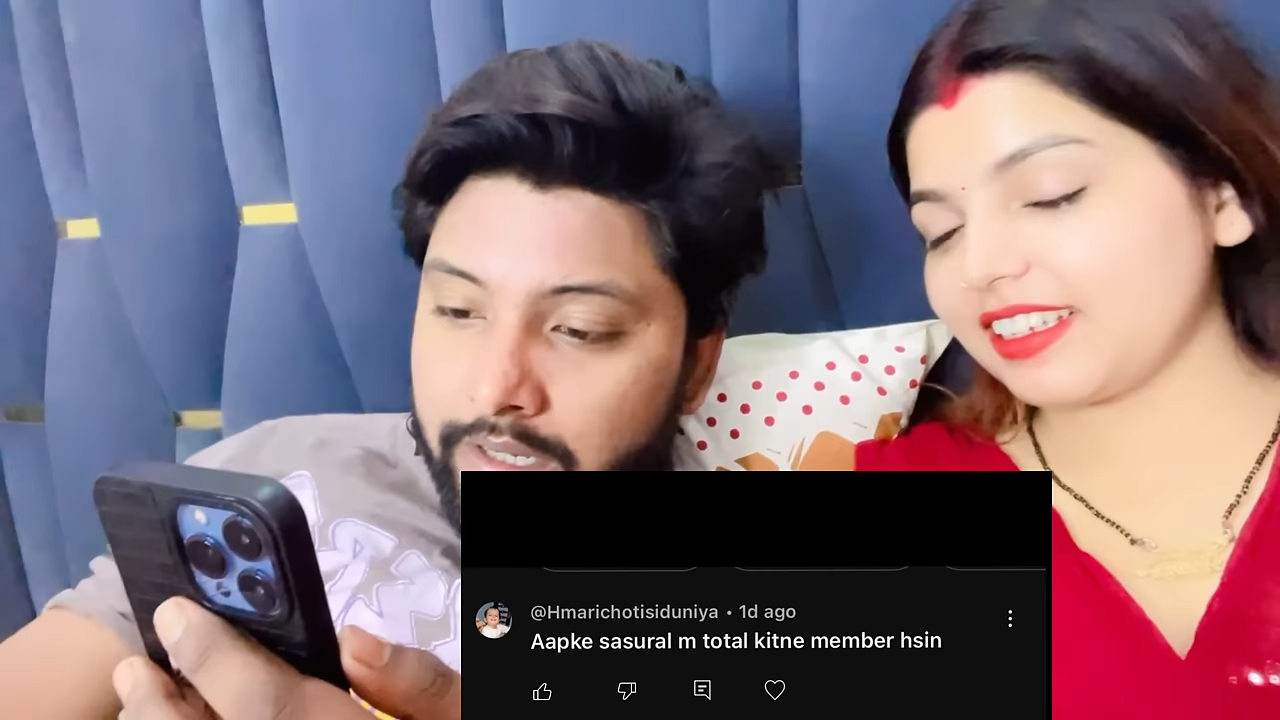 @Hmarichotisiduniya • 1d ago
Aapke sasural m total kitne member hsin